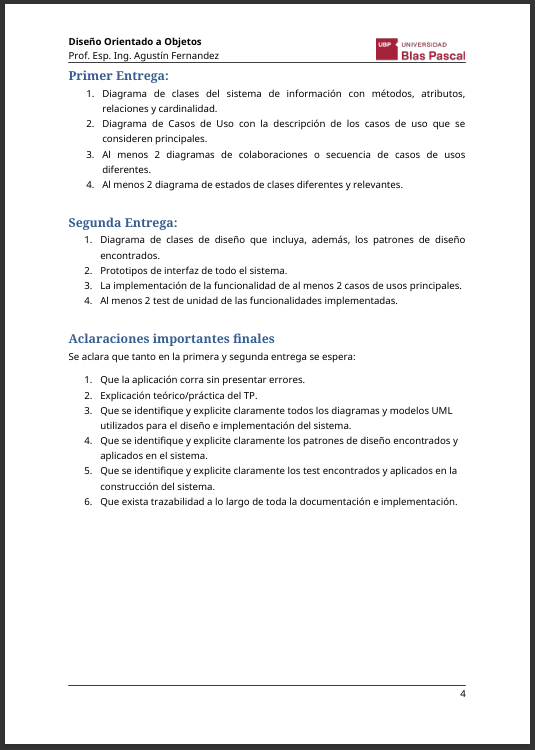 Diseño Orientado a Objetos
Prof. Esp. Ing. Agustín Fernandez
UBP UNIVERSIDAD
Blas Pascal
Primer Entrega:
1. Diagrama de clases del sistema de información con métodos, atributos,
relaciones y cardinalidad.
2. Diagrama de Casos de Uso con la descripción de los casos de uso que se
consideren principales.
3. Al menos 2 diagramas de colaboraciones o secuencia de casos de usos
diferentes.
4. Al menos 2 diagrama de estados de clases diferentes y relevantes.
Segunda Entrega:
1. Diagrama de clases de diseño que incluya, además, los patrones de diseño
encontrados.
2. Prototipos de interfaz de todo el sistema.
3. La implementación de la funcionalidad de al menos 2 casos de usos principales.
4. Al menos 2 test de unidad de las funcionalidades implementadas.
Aclaraciones importantes finales
Se aclara que tanto en la primera y segunda entrega se espera:
1. Que la aplicación corra sin presentar errores.
2. Explicación teórico/práctica del TP.
3. Que se identifique y explicite claramente todos los diagramas y modelos UML
utilizados para el diseño e implementación del sistema.
4. Que se identifique y explicite claramente los patrones de diseño encontrados y
aplicados en el sistema.
5. Que se identifique y explicite claramente los test encontrados y aplicados en la
construcción del sistema.
6. Que exista trazabilidad a lo largo de toda la documentación e implementación.
4